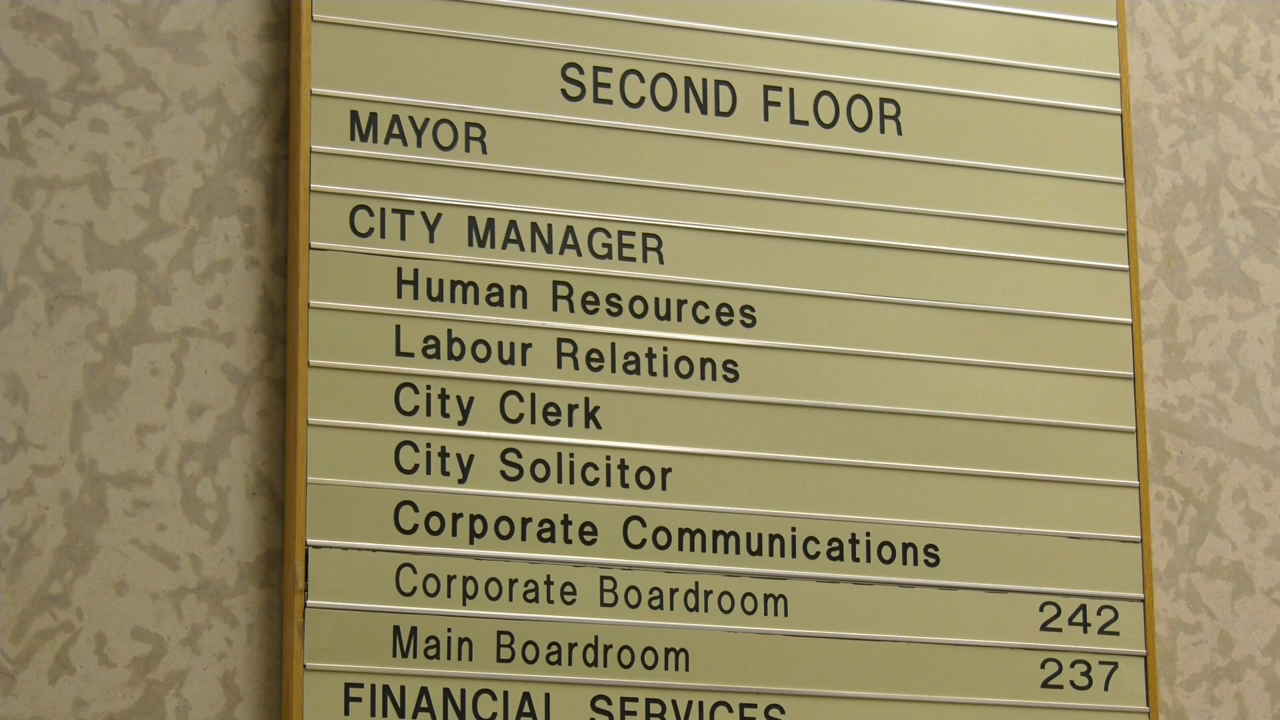 SECOND FLOOR
MAYOR
CITY MANAGER
Human Resources
Labour Relations
City Clerk
City Solicitor
Corporate Communications
Corporate Boardroom 242
Main Boardroom 237
FINANCIAL SERVICES